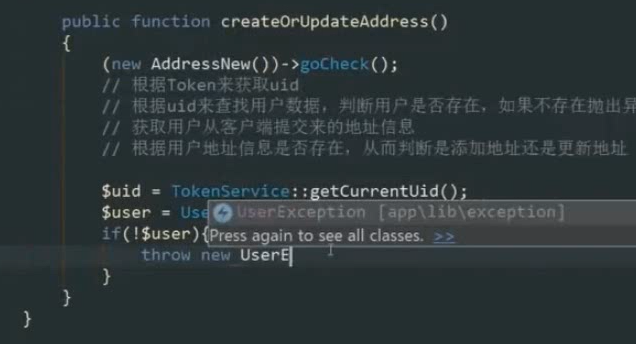 public function createOrUpdateAddress()
{
(new AddressNew())->goCheck();
// 根据Token来获取uid
// 根据uid来查找用户数据，判断用户是否存在，如果不存在抛出异
// 获取用户从客户端提交来的地址信息
// 根据用户地址信息是否存在，从而判断是添加地址还是更新地址
$uid = TokenService::getCurrentUid();
$user = Use
UserException [app\lib\exception]
if(!$user){
Press again to see all classes. >>
throw new UserE
}
}
}